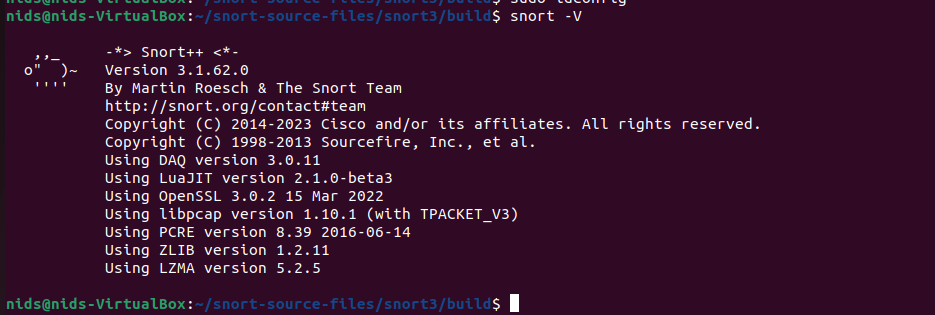 nids@nids-VirtualBox:~/snort-source-files/snort3/build$ sudo ldconfig
nids@nids-VirtualBox:~/snort-source-files/snort3/build$ snort -V
,,_ -*> Snort++ <*-
o" )~ Version 3.1.62.0
'''' By Martin Roesch & The Snort Team
http://snort.org/contact#team
Copyright (C) 2014-2023 Cisco and/or its affiliates. All rights reserved.
Copyright (C) 1998-2013 Sourcefire, Inc., et al.
Using DAQ version 3.0.11
Using LuaJIT version 2.1.0-beta3
Using OpenSSL 3.0.2 15 Mar 2022
Using libpcap version 1.10.1 (with TPACKET_V3)
Using PCRE version 8.39 2016-06-14
Using ZLIB version 1.2.11
Using LZMA version 5.2.5
nids@nids-VirtualBox:~/snort-source-files/snort3/build$